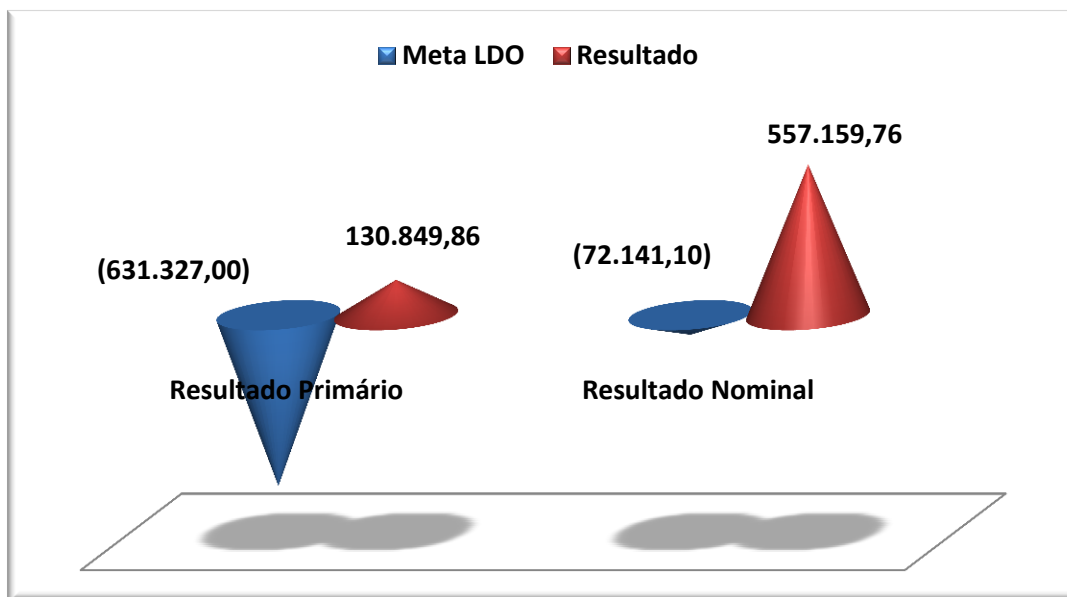 Meta LDO Resultado
557.159,76
130.849,86
(72.141,10)
(631.327,00)
Resultado Primário Resultado Nominal